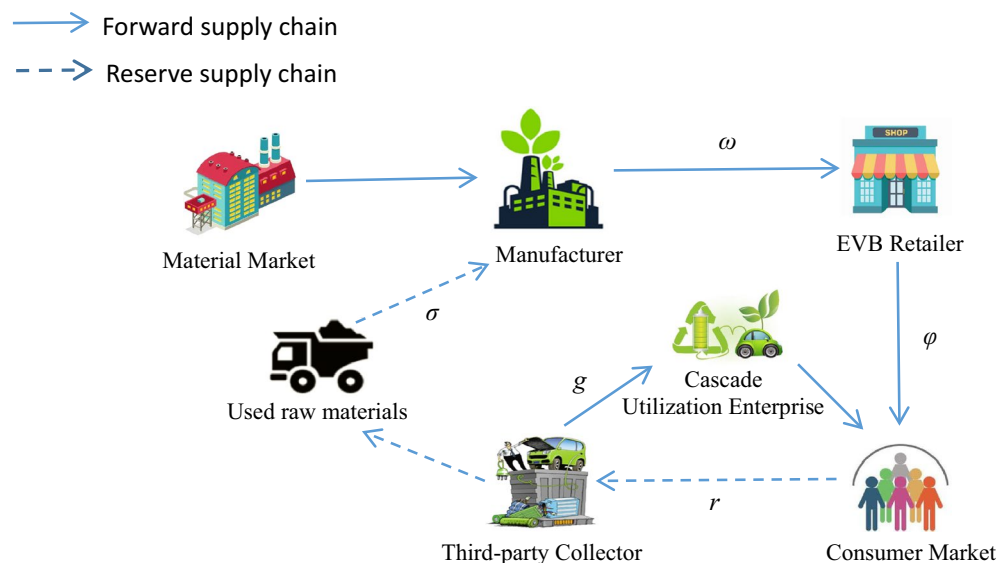 Forward supply chain
Reserve supply chain
SHOP
ω
EVB Retailer
Manufacturer
Material Market
σ
φ
g
Cascade
Utilization Enterprise
Used raw materials
r
Third-party Collector
Consumer Market